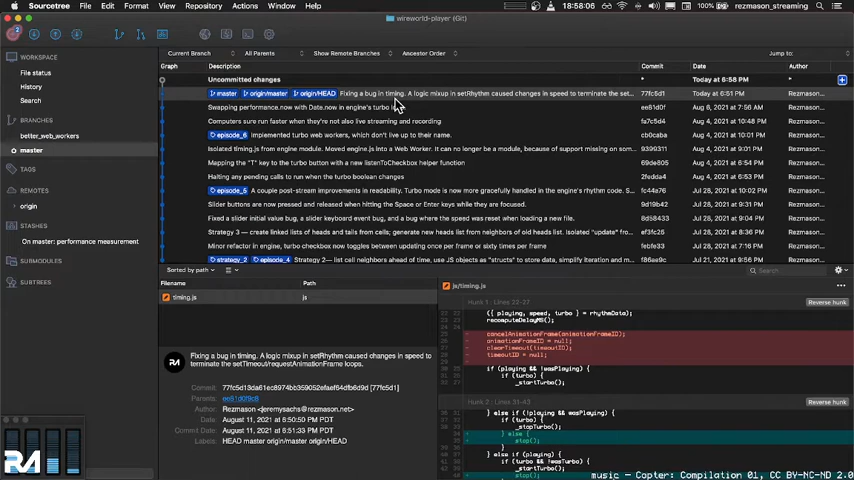 Sourcetree File Edit View Repository Actions Window Help 18:58:06 100% rezmason_streaming
wireworld-player (Git)
2
Current Branch All Parents Show Remote Branches Ancestor Order Jump to:
Graph Description Commit Date Author
WORKSPACE
File status
History
Search
BRANCHES
better_web_workers
master
TAGS
REMOTES
origin
STASHES
On master: performance measurement
SUBMODULES
SUBTREES
Uncommitted changes * Today at 6:58 PM *
master origin/master origin/HEAD Fixing a bug in timing. A logic mixup in setRhythm caused changes in speed to terminate the set... 77fc5d1 Today at 6:51 PM Rezmason...
Swapping performance.now with Date.now in engine's turbo ee81d0f Aug 6, 2021 at 7:56 AM Rezmason...
Computers sure run faster when they're not also live streaming and recording fa7c5d4 Aug 4, 2021 at 10:48 PM Rezmason...
episode_6 Implemented turbo web workers, which don't live up to their name. cb0caba Aug 4, 2021 at 10:11 PM Rezmason...
Isolated timing.js from engine module. Moved engine.js into a Web Worker. It can no longer be a module, because of support missing on som... 9399311 Aug 4, 2021 at 9:09 PM Rezmason...
Mapping the "T" key to the turbo button with a new listenToCheckbox helper function 69de805 Aug 4, 2021 at 7:36 PM Rezmason...
Halting any pending calls to render when the turbo boolean changes 2fedda4 Aug 4, 2021 at 7:13 PM Rezmason...
episode_5 A couple post-stream improvements in readability. Turbo mode is now more gracefully handled in the engine's rhythm code. S... fc44a76 Jul 28, 2021 at 10:02 PM Rezmason...
Slider buttons are now pressed and released when hitting the Space or Enter keys while they are focused. 9d19b42 Jul 28, 2021 at 9:31 PM Rezmason...
Fixed a slider initial value bug, a slider keyboard event bug, and a bug where the speed was reset when loading a new file. 8d58433 Jul 28, 2021 at 9:04 PM Rezmason...
Strategy 3 — create linked lists of heads and tails from cells; generate new heads list from neighbors of old heads list. Isolated "update" fro... ef3fc26 Jul 28, 2021 at 8:37 PM Rezmason...
Minor refactor in engine, turbo checkbox now toggles between updating once per frame or sixty times per frame febfe33 Jul 28, 2021 at 7:16 PM Rezmason...
strategy_2 episode_4 Strategy 2— list cell neighbors ahead of time, use JS objects as "structs" to store data, simplify iteration and m... f86ee9c Jul 21, 2021 at 9:56 PM Rezmason...
Sorted by path Search
Filename Path
timing.js js
js/timing.js
Hunk 1 : Lines 22-27 Reverse hunk
({ playing, speed, turbo } = rhythmData);
recomputeDelayMS();
cancelAnimationFrame(animationFrameID);
animationFrameID = null;
clearTimeout(timeoutID);
timeoutID = null;
if (playing && !wasPlaying) {
if (turbo) {
_startTurbo();
Hunk 2 : Lines 31-43 Reverse hunk
} else if (!playing && wasPlaying) {
if (turbo) {
_stopTurbo();
} else {
stop();
}
} else if (playing) {
if (turbo && !wasTurbo) {
_startTurbo();
stop();
Fixing a bug in timing. A logic mixup in setRhythm caused changes in speed to
terminate the setTimeout/requestAnimationFrame loops.
Commit: 77fc5d13da61ec8974bb359052efaef64dfb6d9d [77fc5d1]
Parents: ee81d0f9c8
Author: Rezmason <jeremysachs@rezmason.net>
Date: August 11, 2021 at 6:50:50 PM PDT
Commit Date: August 11, 2021 at 6:51:33 PM PDT
Labels: HEAD master origin/master origin/HEAD
music - Copter: Compilation 01, CC BY-NC-ND 2.0